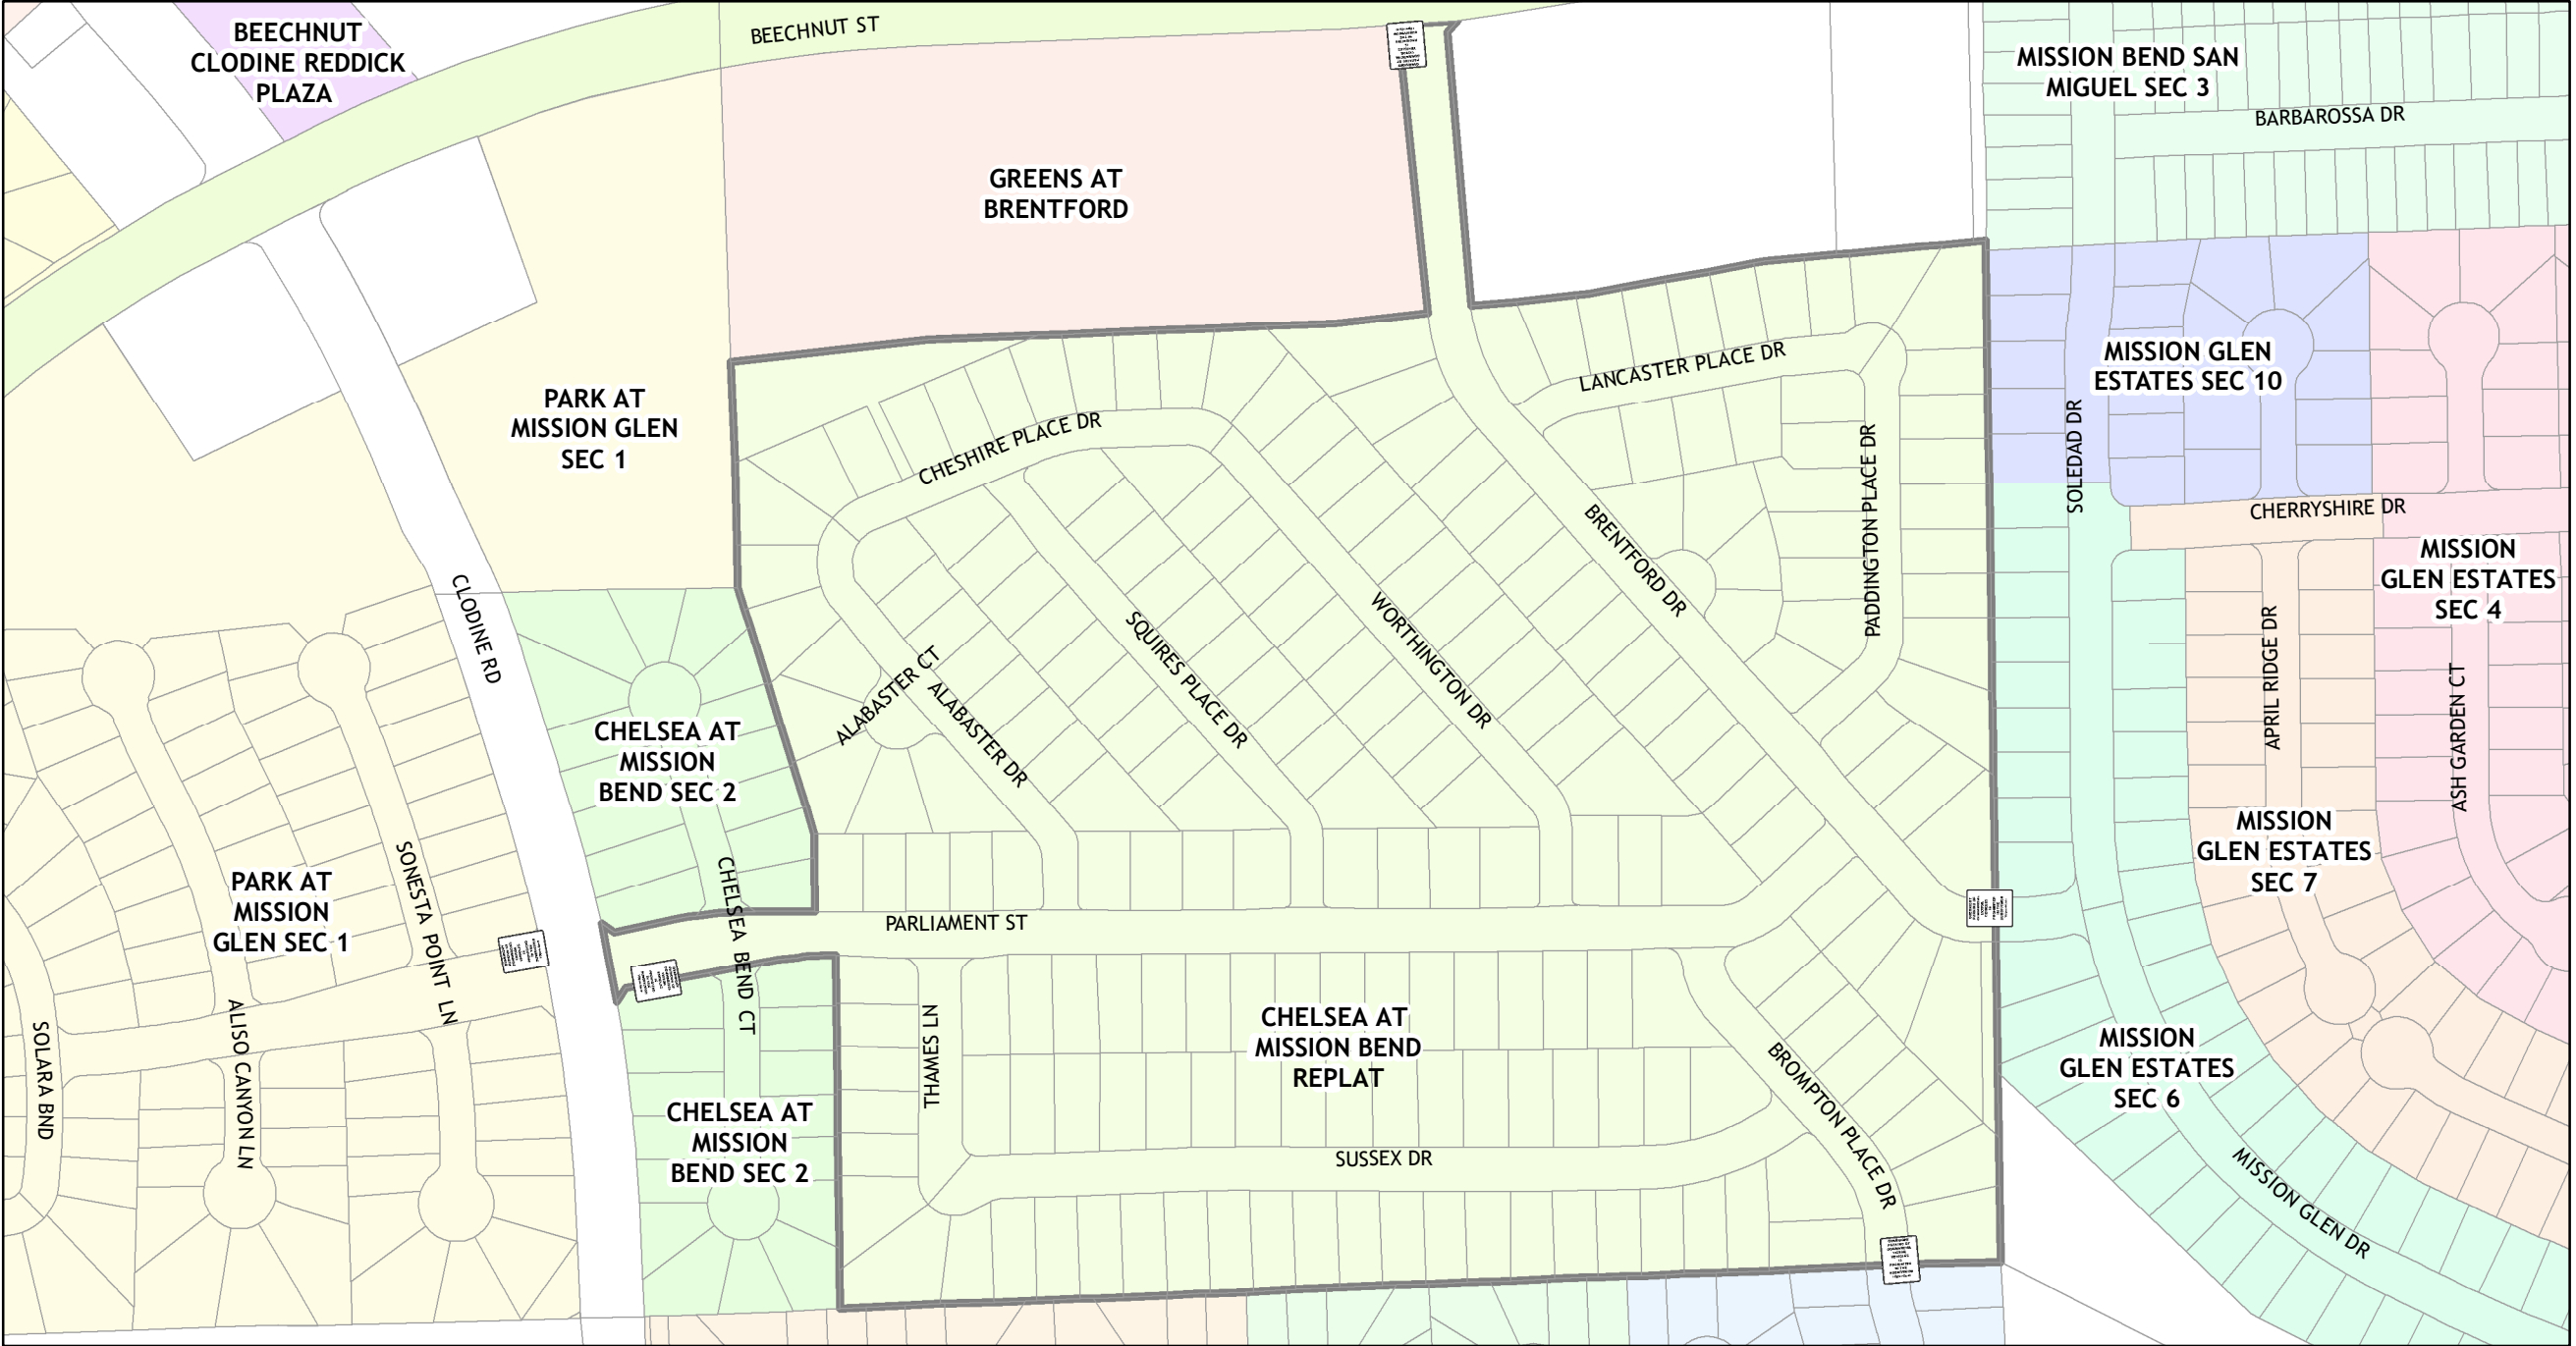 BEECHNUT
CLODINE REDDICK
PLAZA
BEECHNUT ST
MISSION BEND SAN
MIGUEL SEC 3
BARBAROSSA DR
GREENS AT
BRENTFORD
PARK AT
MISSION GLEN
SEC 1
LANCASTER PLACE DR
MISSION GLEN
ESTATES SEC 10
CHESHIRE PLACE DR
SOLEDAD DR
PADDINGTON PLACE DR
CHERRYSHIRE DR
BRENTFORD DR
MISSION
GLEN ESTATES
SEC 4
CLODINE RD
WORTHINGTON DR
SQUIRES PLACE DR
APRIL RIDGE DR
ALABASTER CT
ALABASTER DR
ASH GARDEN CT
CHELSEA AT
MISSION
BEND SEC 2
MISSION
GLEN ESTATES
SEC 7
SONESTA POINT LN
CHELSEA BEND CT
PARK AT
MISSION
GLEN SEC 1
PARLIAMENT ST
ALISO CANYON LN
SOLARA BND
THAMES LN
CHELSEA AT
MISSION BEND
REPLAT
BROMPTON PLACE DR
MISSION
GLEN ESTATES
SEC 6
CHELSEA AT
MISSION
BEND SEC 2
SUSSEX DR
MISSION GLEN DR